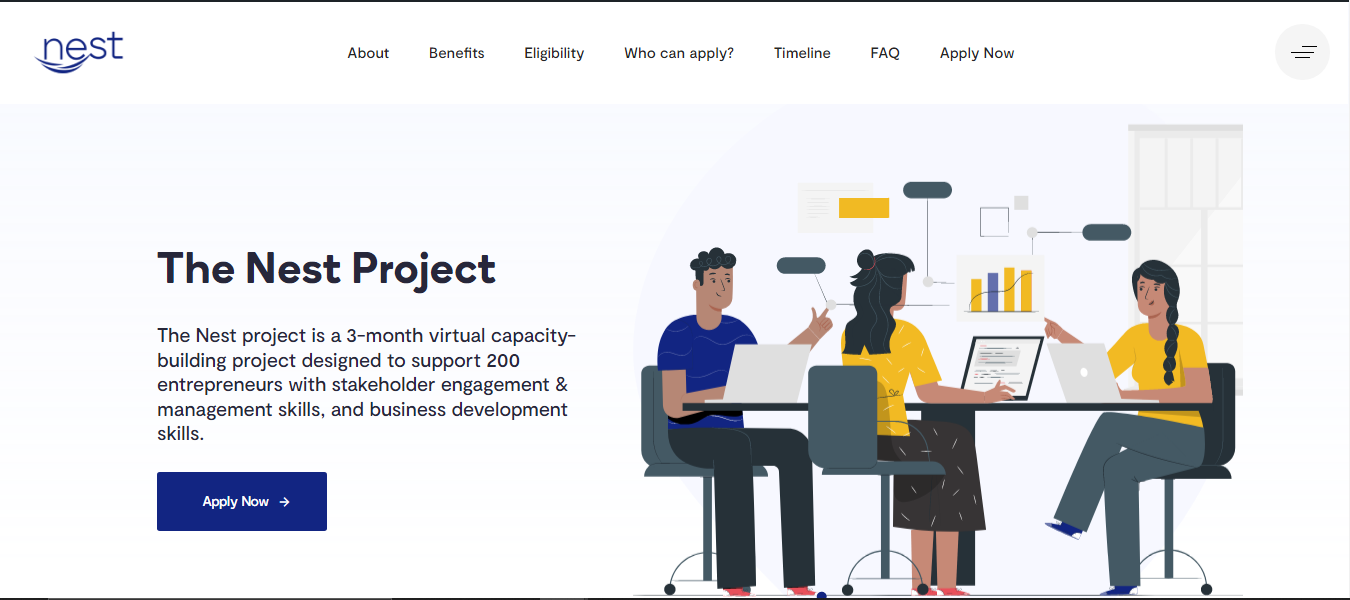 nest
About Benefits Eligibility Who can apply? Timeline FAQ Apply Now
The Nest Project
The Nest project is a 3-month virtual capacity-
building project designed to support 200
entrepreneurs with stakeholder engagement &
management skills, and business development
skills.
Apply Now →